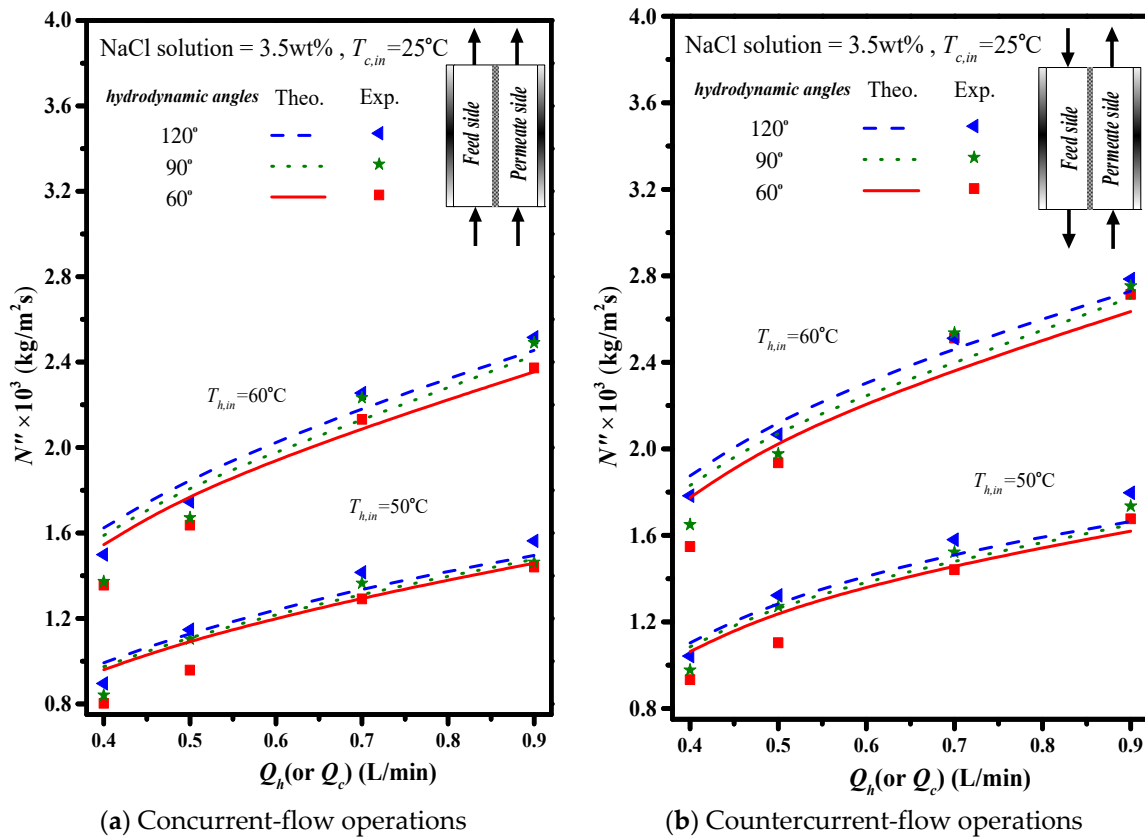 NaCl solution = 3.5wt% , T_c,in=25°C
hydrodynamic angles Theo. Exp.
120°
90°
60°
Feed side
Permeate side
T_h,in=60°C
T_h,in=50°C
4.0
3.6
3.2
2.8
2.4
2.0
1.6
1.2
0.8
N″ ×10³ (kg/m²s)
0.4 0.5 0.6 0.7 0.8 0.9
Q_h(or Q_c) (L/min)
(a) Concurrent-flow operations
NaCl solution = 3.5wt% , T_c,in=25°C
hydrodynamic angles Theo. Exp.
120°
90°
60°
Feed side
Permeate side
T_h,in=60°C
T_h,in=50°C
4.0
3.6
3.2
2.8
2.4
2.0
1.6
1.2
0.8
N″ ×10³ (kg/m²s)
0.4 0.5 0.6 0.7 0.8 0.9
Q_h(or Q_c) (L/min)
(b) Countercurrent-flow operations